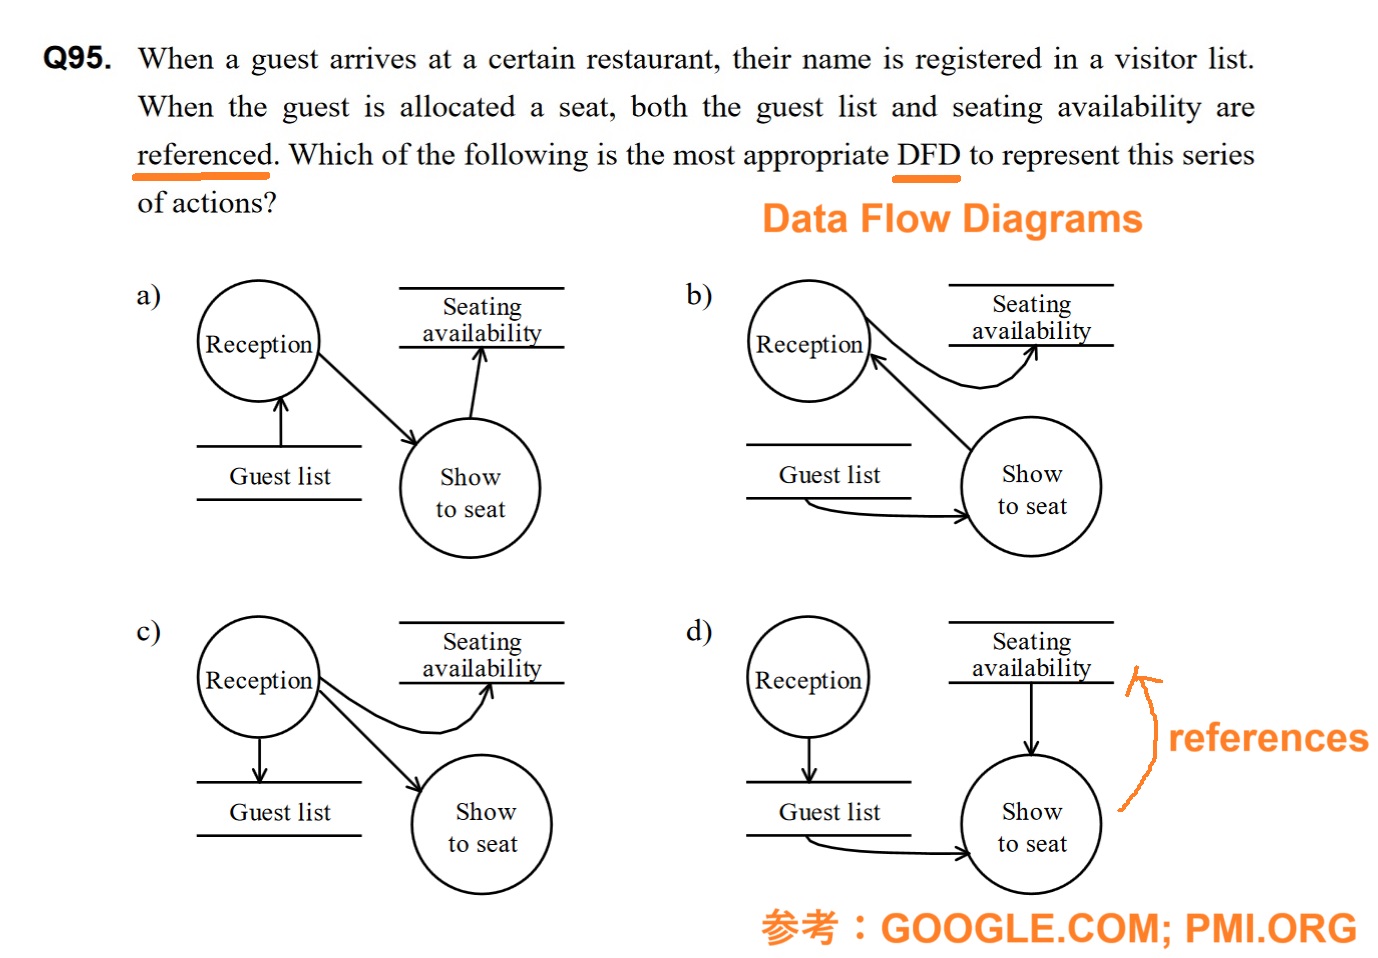 Q95. When a guest arrives at a certain restaurant, their name is registered in a visitor list.
When the guest is allocated a seat, both the guest list and seating availability are
referenced. Which of the following is the most appropriate DFD to represent this series
of actions?
Data Flow Diagrams
a)
Reception
Seating
availability
Guest list
Show
to seat
b)
Reception
Seating
availability
Guest list
Show
to seat
c)
Reception
Seating
availability
Guest list
Show
to seat
d)
Reception
Seating
availability
references
Guest list
Show
to seat
参考：GOOGLE.COM; PMI.ORG